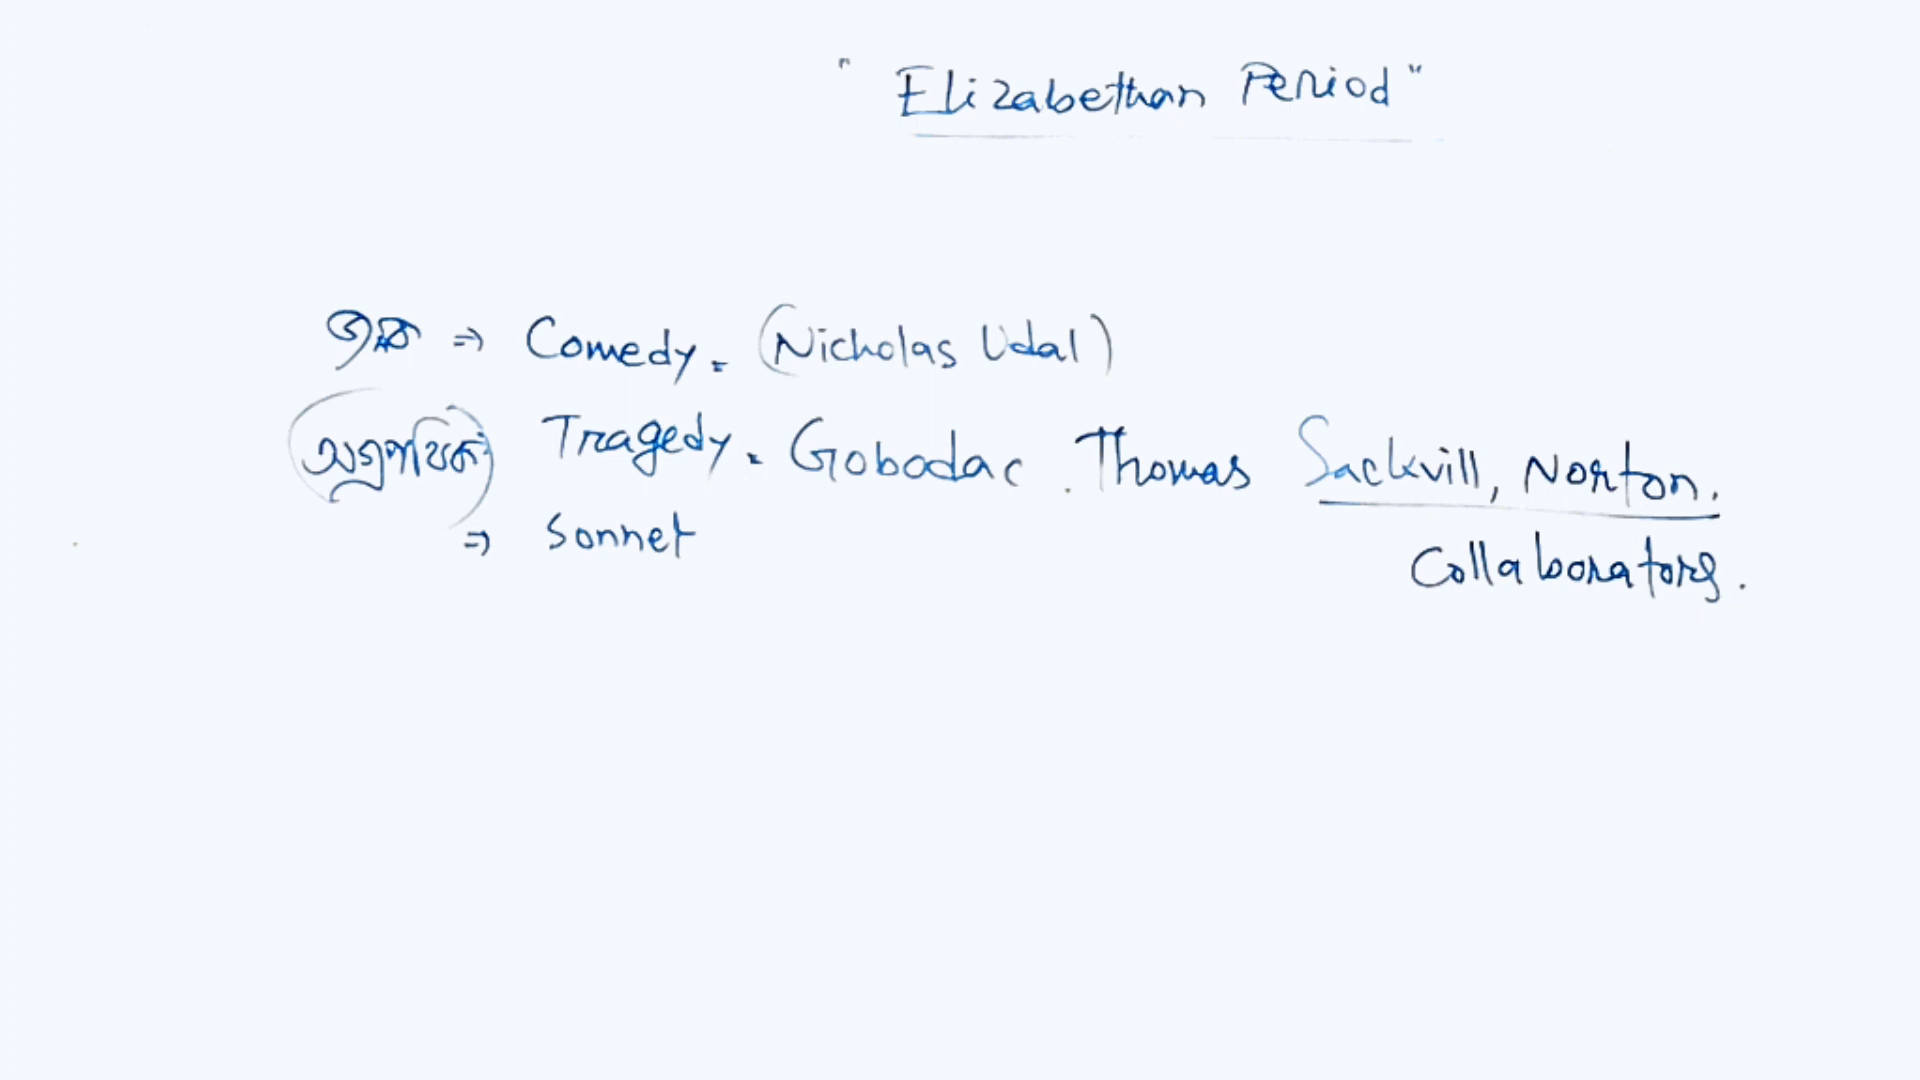 " Elizabethan Period "
⇒ Comedy. (Nicholas Udal)
Tragedy. Gobodac. Thomas Sackvill, Norton.
⇒ Sonnet
Collaborators.